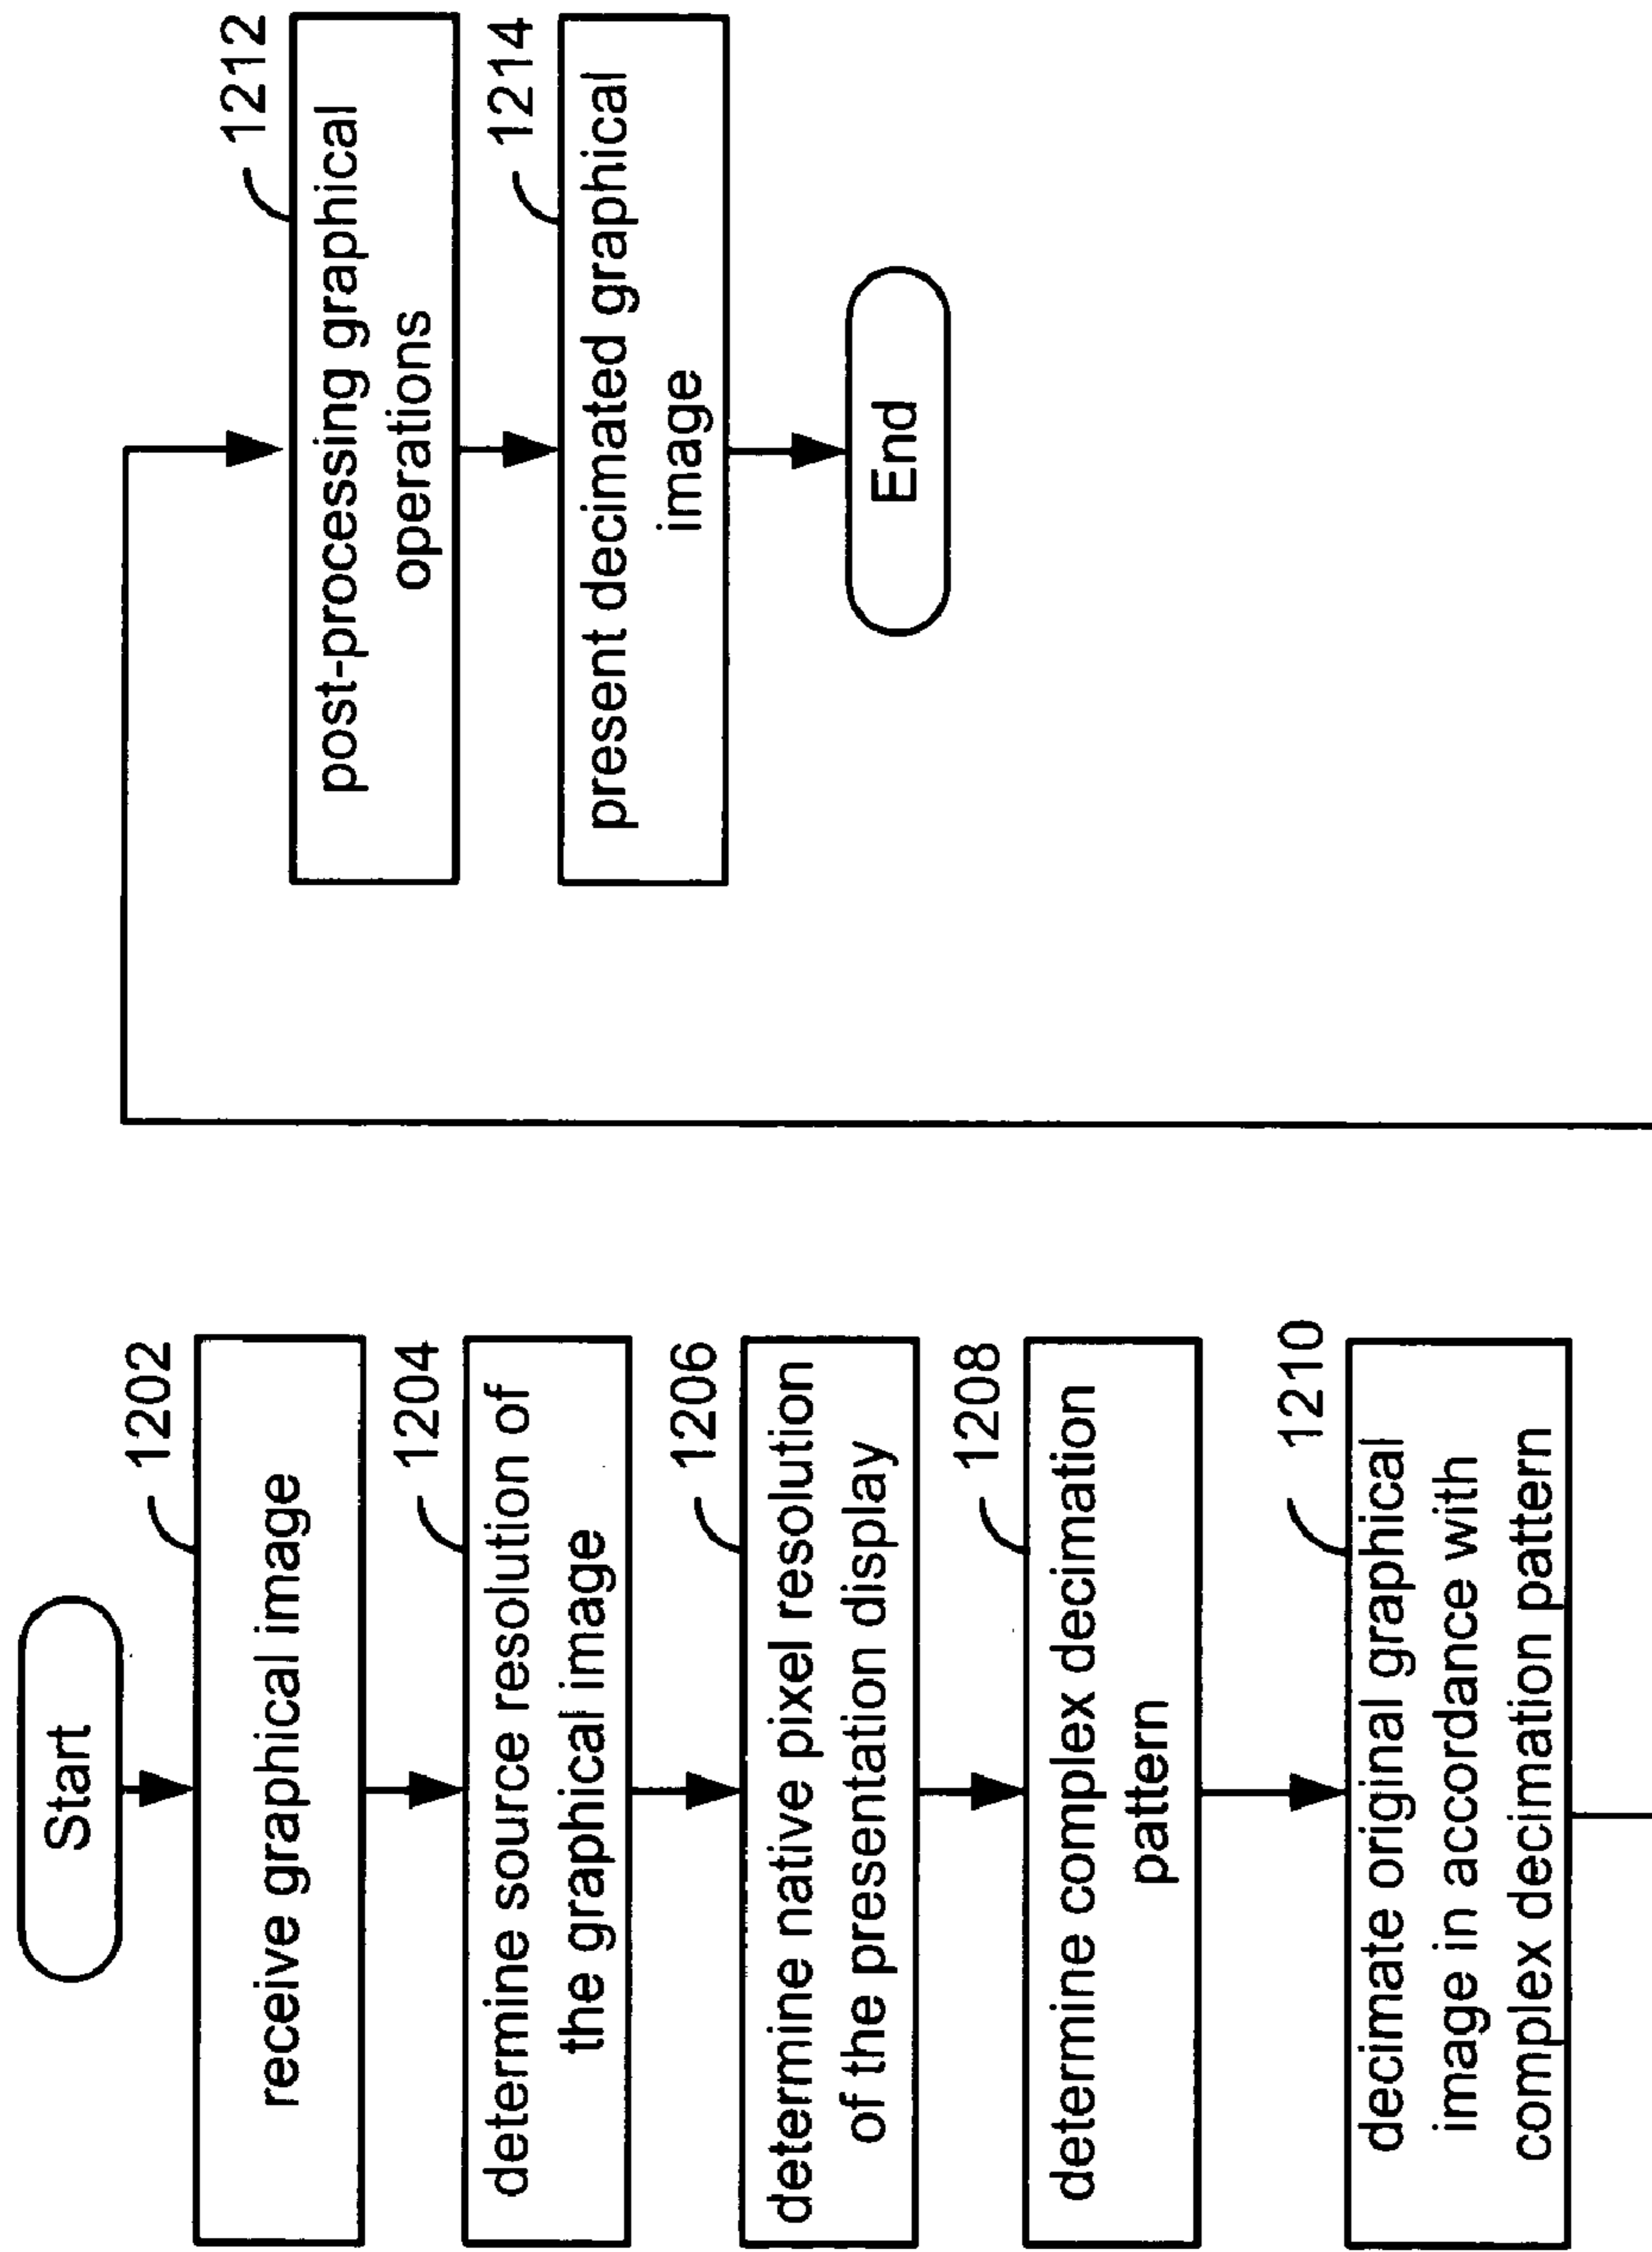 Start
1202
receive graphical image
1204
determine source resolution of
the graphical image
1206
determine native pixel resolution
of the presentation display
1208
determine complex decimation
pattern
1210
decimate original graphical
image in accordance with
complex decimation pattern
1212
post-processing graphical
operations
1214
present decimated graphical
image
End